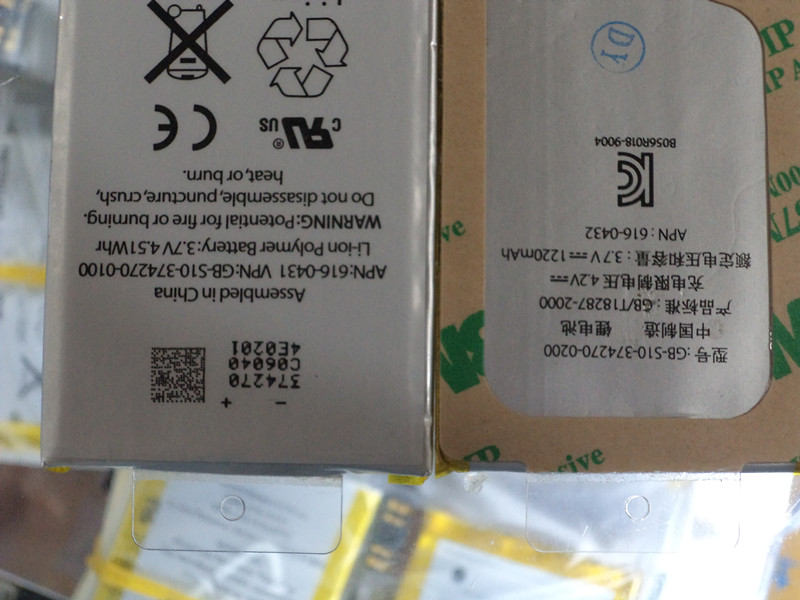 374270
C06040
4E0201
- +
Assembled in China
APN:616-0431 VPN:GB-S10-374270-0100
Li-ion Polymer Battery:3.7V 4.51Whr
WARNING:Potential for fire or burning.
Do not disassemble, puncture, crush,
heat, or burn.
c RU us ®
CE
型号:GB-S10-374270-0200
中国制造 锂电池
产品标准:GB/T18287-2000
充电限制电压 4.2V⎓
额定电压和容量:3.7V⎓1220mAh
APN:616-0432
B056R018-9004
DY